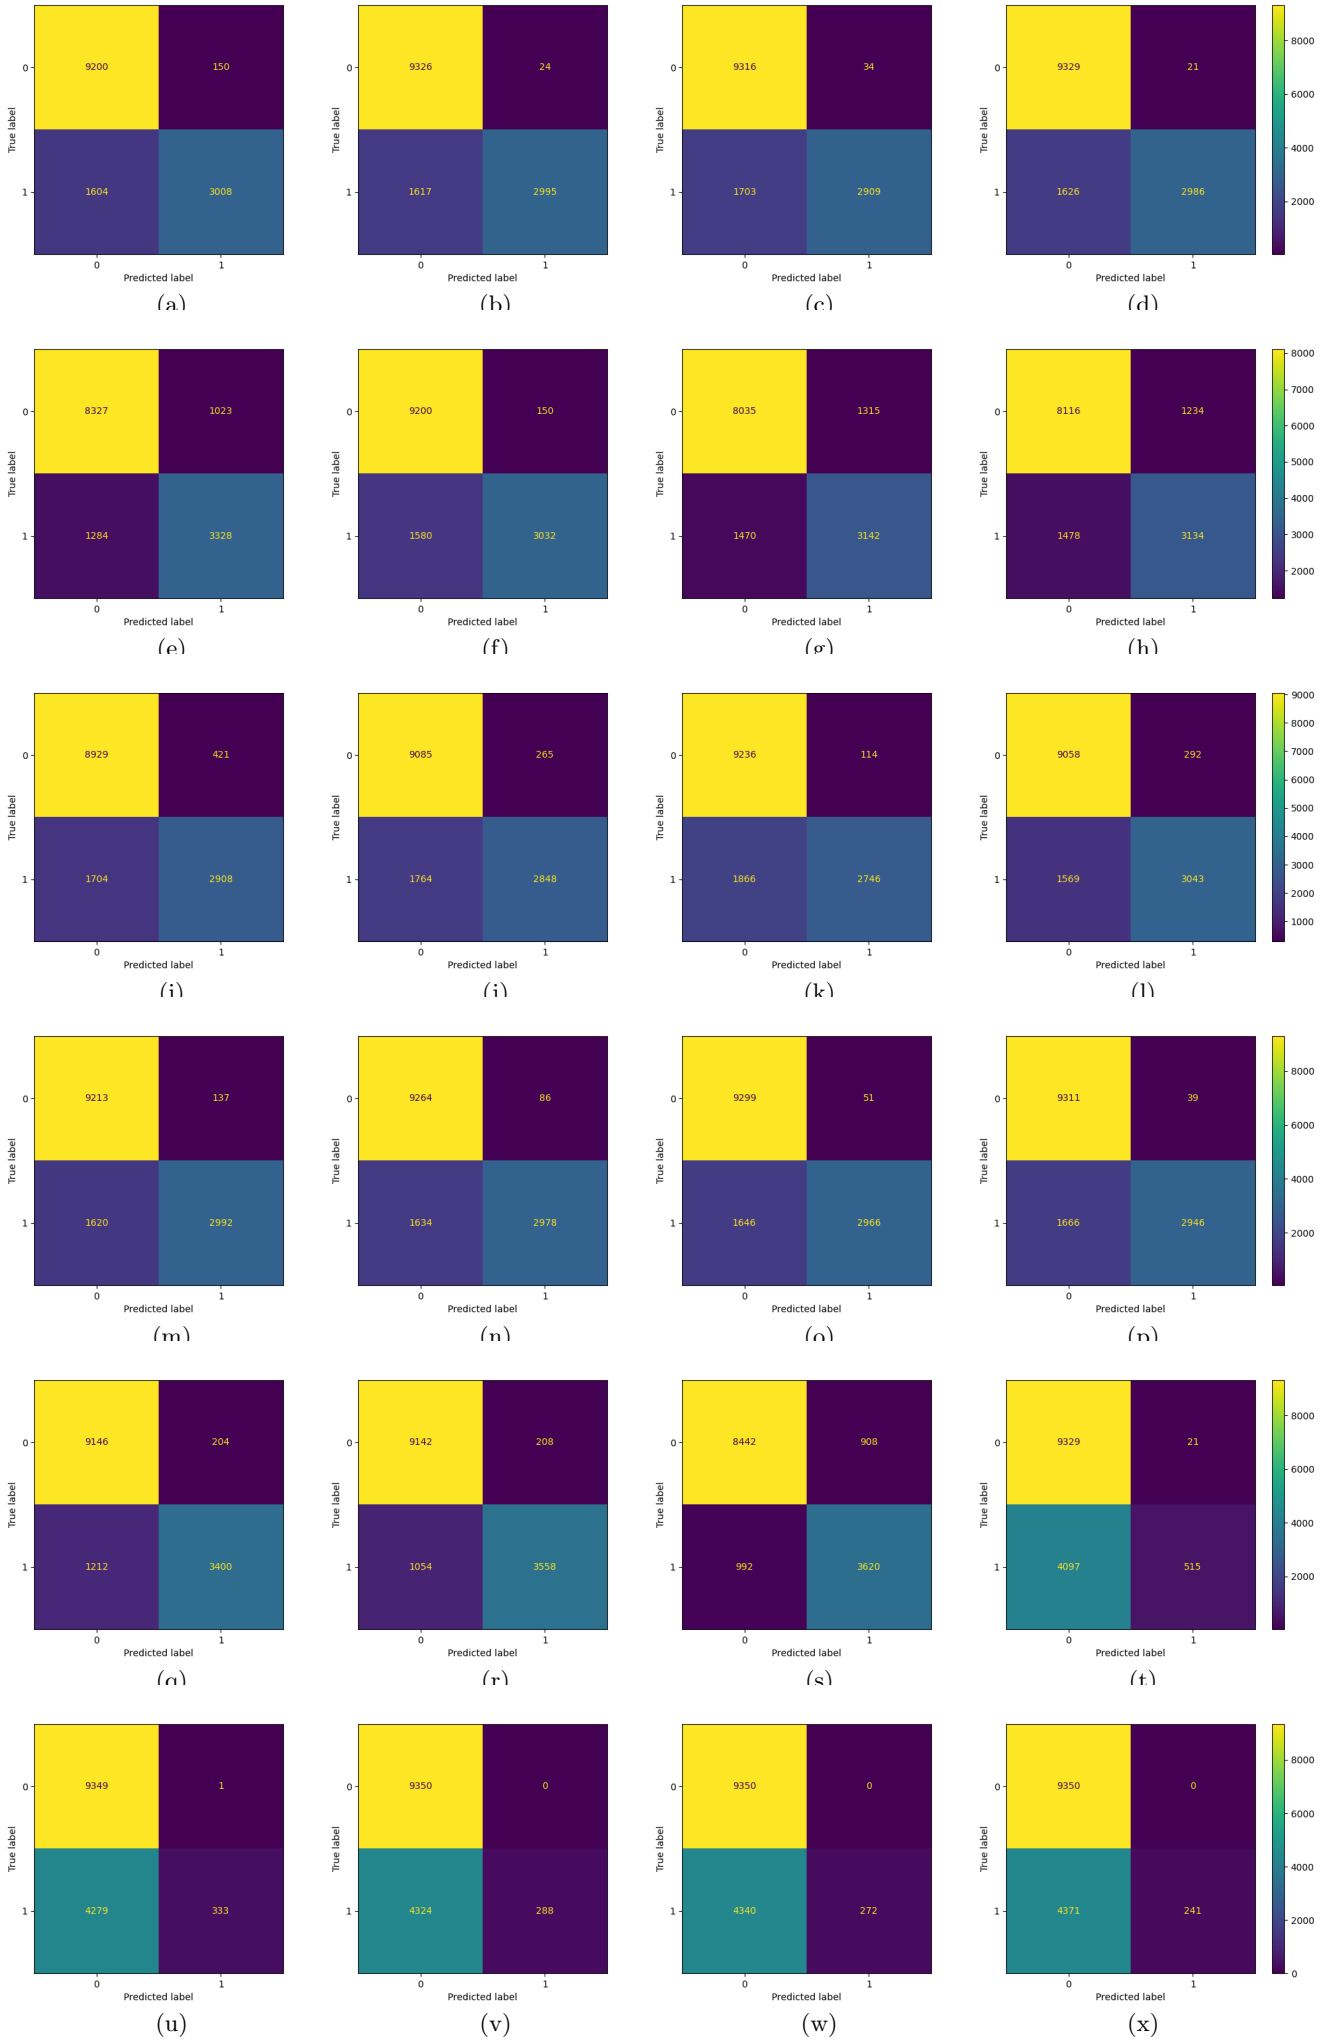 0 9200 150 0 9326 24 0 9316 34 0 9329 21 8000
6000
True label True label True label True label
4000
1 1604 3008 1 1617 2995 1 1703 2909 1 1626 2986 2000
0 1 0 1 0 1 0 1
Predicted label Predicted label Predicted label Predicted label
(a) (b) (c) (d)
8000
0 8327 1023 0 9200 150 0 8035 1315 0 8116 1234 7000
6000
True label True label True label True label 5000
4000
1 1284 3328 1 1580 3032 1 1470 3142 1 1478 3134 3000
2000
0 1 0 1 0 1 0 1
Predicted label Predicted label Predicted label Predicted label
(e) (f) (g) (h)
9000
0 8929 421 0 9085 265 0 9236 114 0 9058 292 8000
7000
6000
True label True label True label True label 5000
4000
1 1704 2908 1 1764 2848 1 1866 2746 1 1569 3043 3000
2000
1000
0 1 0 1 0 1 0 1
Predicted label Predicted label Predicted label Predicted label
(i) (j) (k) (l)
0 9213 137 0 9264 86 0 9299 51 0 9311 39 8000
6000
True label True label True label True label
4000
1 1620 2992 1 1634 2978 1 1646 2966 1 1666 2946 2000
0 1 0 1 0 1 0 1
Predicted label Predicted label Predicted label Predicted label
(m) (n) (o) (p)
0 9146 204 0 9142 208 0 8442 908 0 9329 21 8000
6000
True label True label True label True label
4000
1 1212 3400 1 1054 3558 1 992 3620 1 4097 515 2000
0 1 0 1 0 1 0 1
Predicted label Predicted label Predicted label Predicted label
(q) (r) (s) (t)
0 9349 1 0 9350 0 0 9350 0 0 9350 0 8000
6000
True label True label True label True label
4000
1 4279 333 1 4324 288 1 4340 272 1 4371 241 2000
0
0 1 0 1 0 1 0 1
Predicted label Predicted label Predicted label Predicted label
(u) (v) (w) (x)